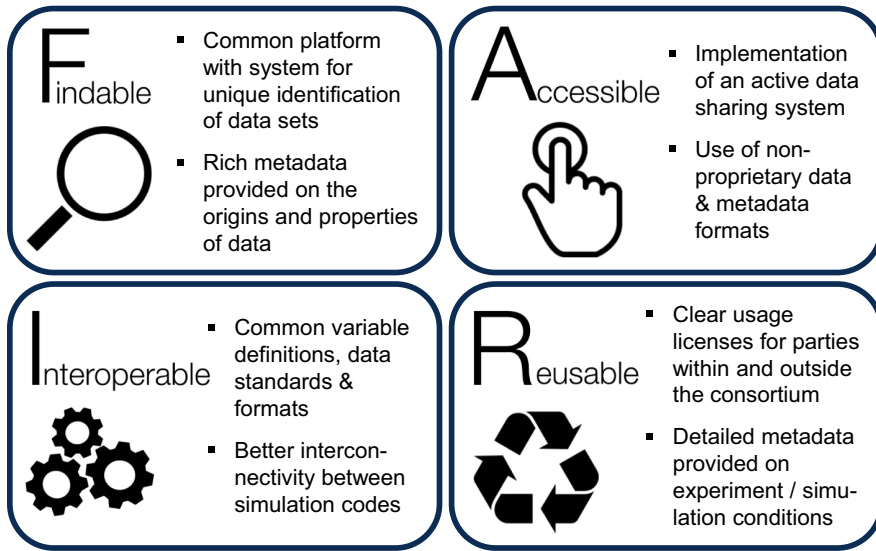 Findable
▪ Common platform
with system for
unique identification
of data sets
▪ Rich metadata
provided on the
origins and properties
of data
Accessible
▪ Implementation
of an active data
sharing system
▪ Use of non-
proprietary data
& metadata
formats
Interoperable
▪ Common variable
definitions, data
standards &
formats
▪ Better intercon-
nectivity between
simulation codes
Reusable
▪ Clear usage
licenses for parties
within and outside
the consortium
▪ Detailed metadata
provided on
experiment / simu-
lation conditions